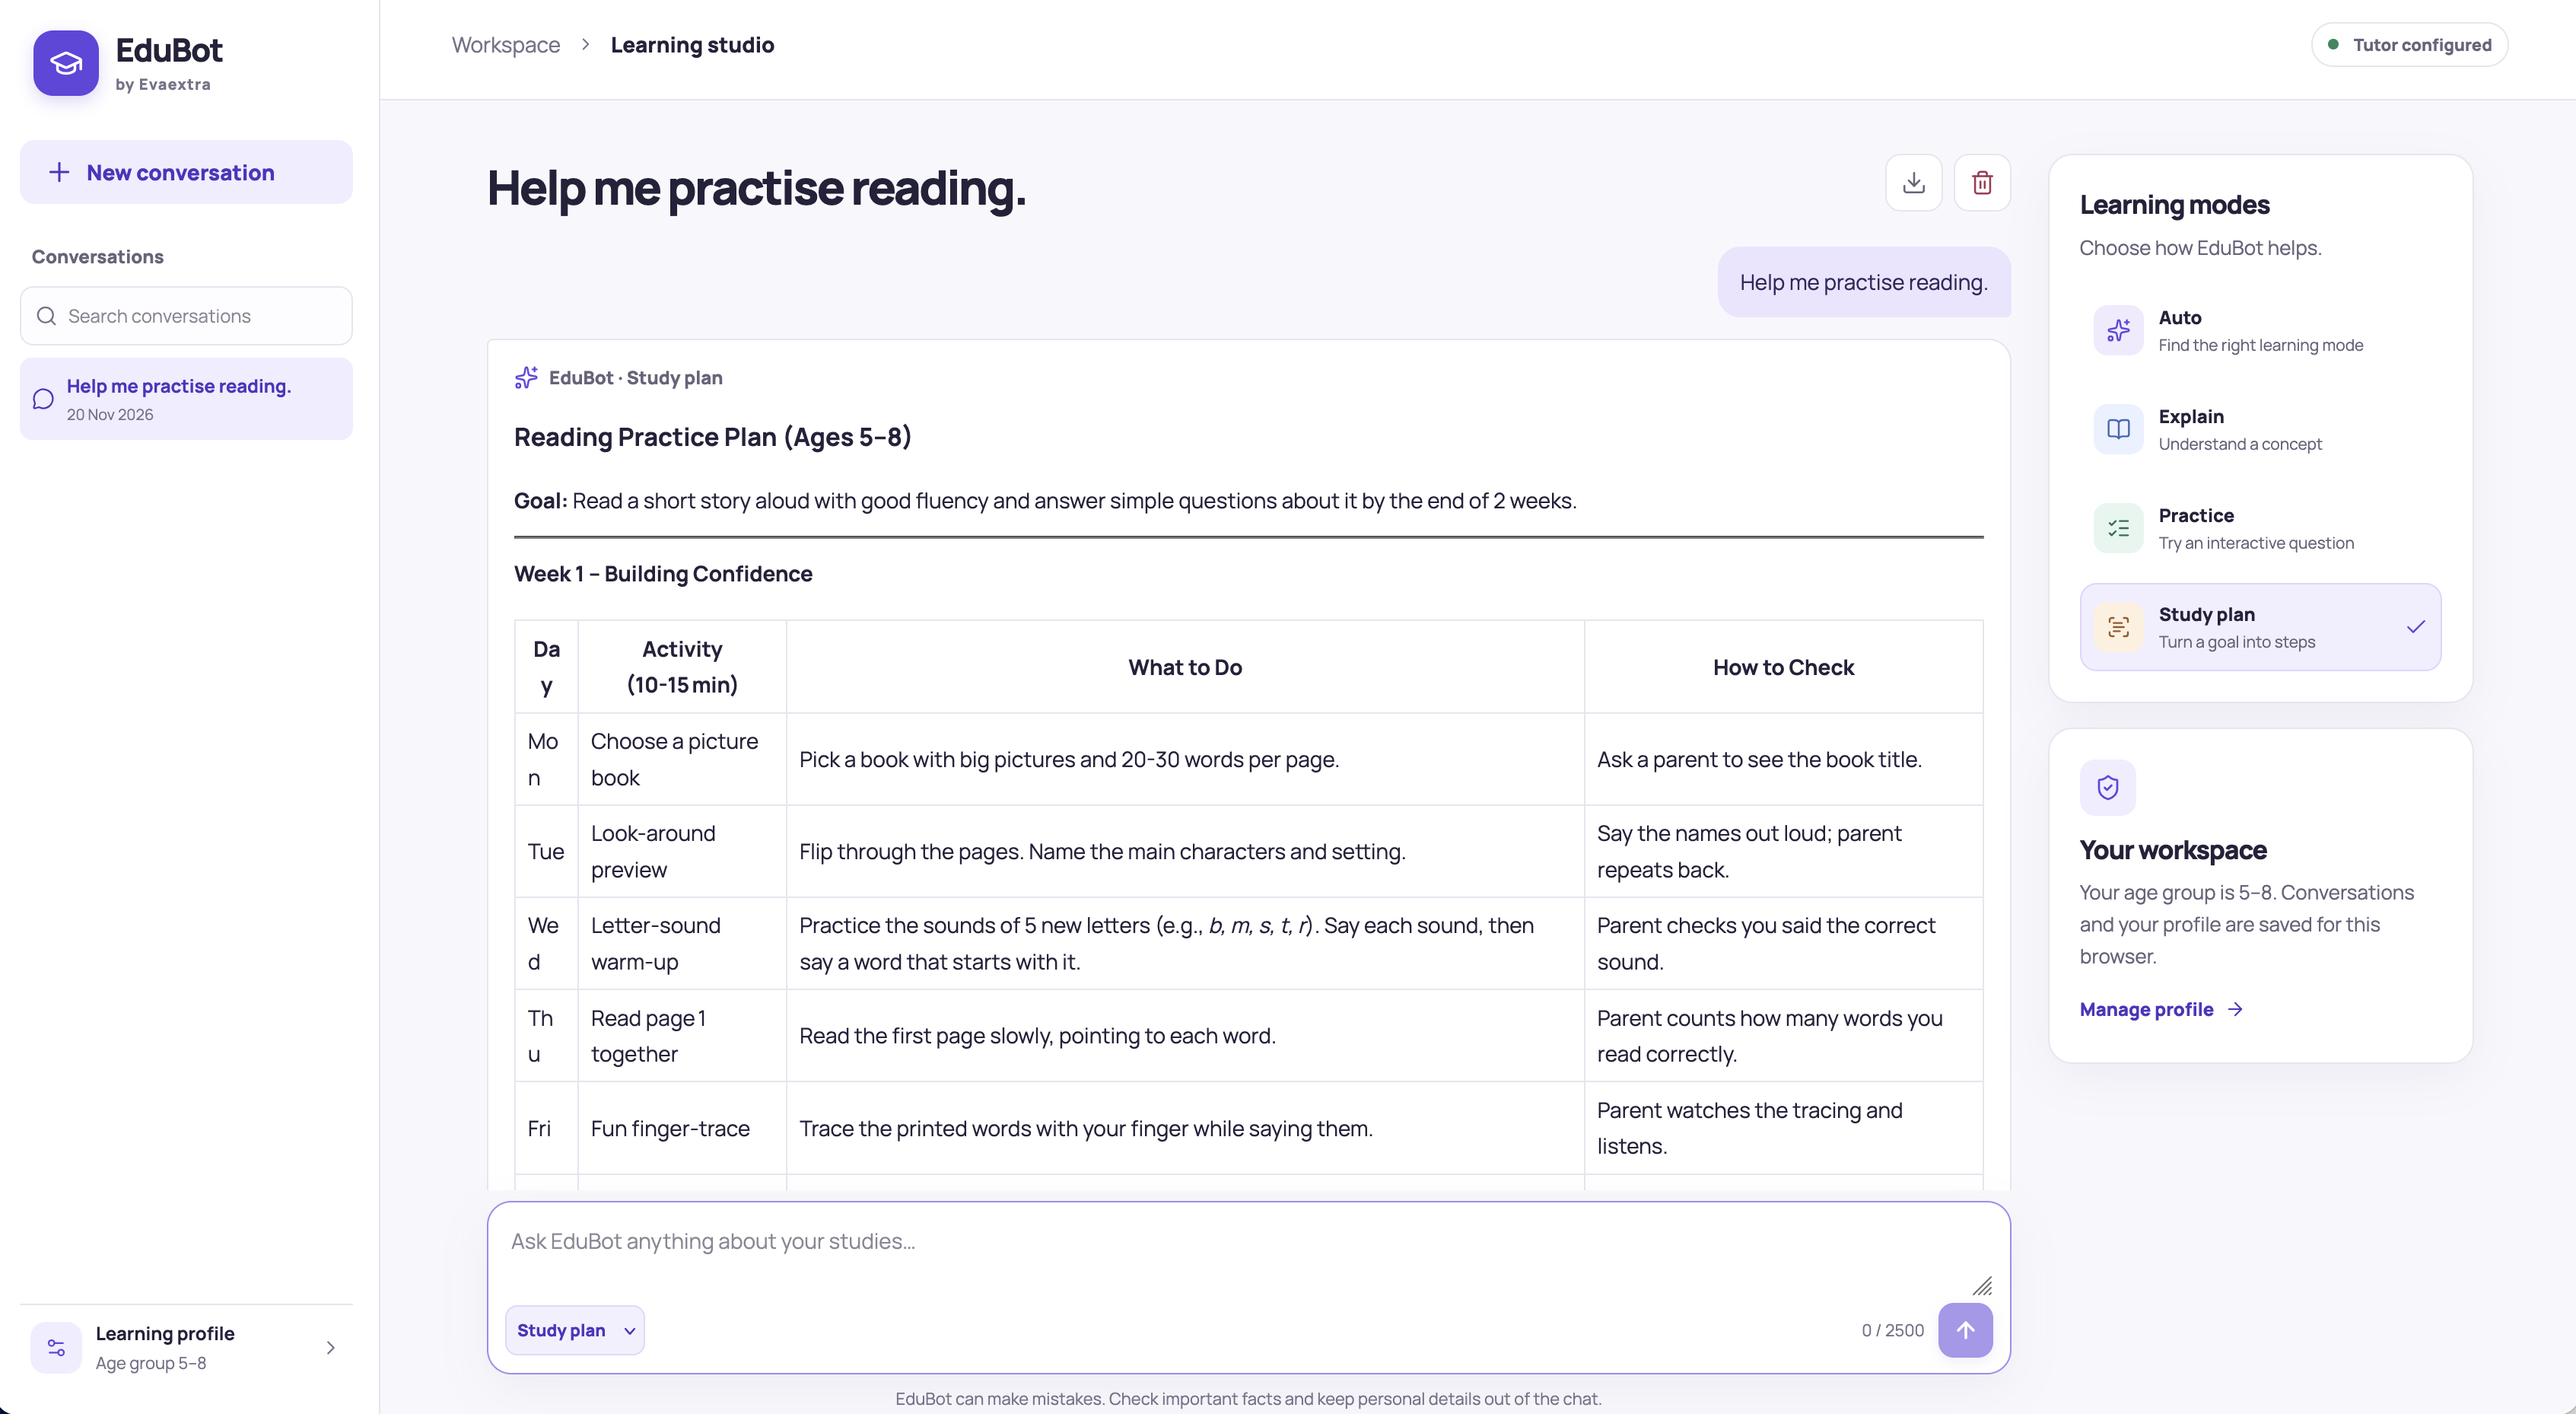 EduBot
by Evaextra
New conversation
Conversations
Search conversations
Help me practise reading.
20 Nov 2026
Learning profile
Age group 5–8
Workspace
Learning studio
Tutor configured
Help me practise reading.
Help me practise reading.
EduBot · Study plan
Reading Practice Plan (Ages 5–8)
Goal: Read a short story aloud with good fluency and answer simple questions about it by the end of 2 weeks.
Week 1 – Building Confidence
Da
y
Activity
(10-15 min)
What to Do
How to Check
Mo
n
Choose a picture
book
Pick a book with big pictures and 20-30 words per page.
Ask a parent to see the book title.
Tue
Look-around
preview
Flip through the pages. Name the main characters and setting.
Say the names out loud; parent
repeats back.
We
d
Letter-sound
warm-up
Practice the sounds of 5 new letters (e.g., b, m, s, t, r). Say each sound, then
say a word that starts with it.
Parent checks you said the correct
sound.
Th
u
Read page 1
together
Read the first page slowly, pointing to each word.
Parent counts how many words you
read correctly.
Fri
Fun finger-trace
Trace the printed words with your finger while saying them.
Parent watches the tracing and
listens.
Ask EduBot anything about your studies…
Study plan
0 / 2500
EduBot can make mistakes. Check important facts and keep personal details out of the chat.
Learning modes
Choose how EduBot helps.
Auto
Find the right learning mode
Explain
Understand a concept
Practice
Try an interactive question
Study plan
Turn a goal into steps
Your workspace
Your age group is 5–8. Conversations
and your profile are saved for this
browser.
Manage profile